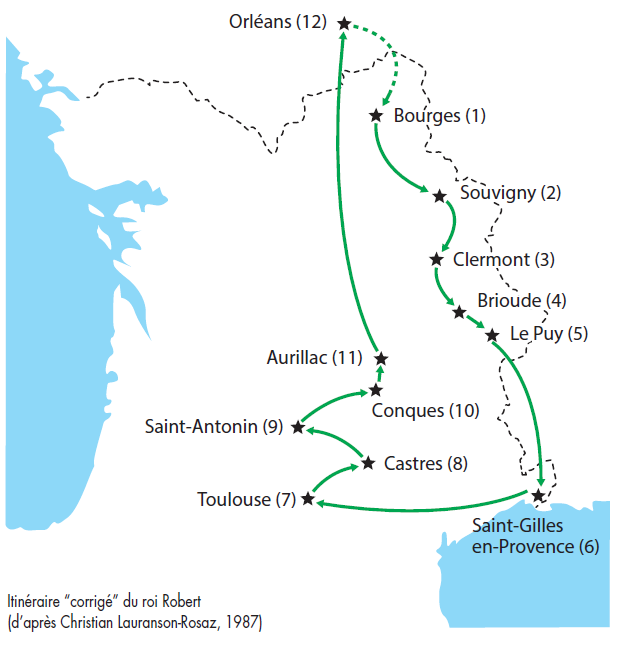 Orléans (12)
Bourges (1)
Souvigny (2)
Clermont (3)
Brioude (4)
Le Puy (5)
Aurillac (11)
Conques (10)
Saint-Antonin (9)
Castres (8)
Toulouse (7)
Saint-Gilles
en-Provence (6)
Itinéraire “corrigé” du roi Robert
(d’après Christian Lauranson-Rosaz, 1987)